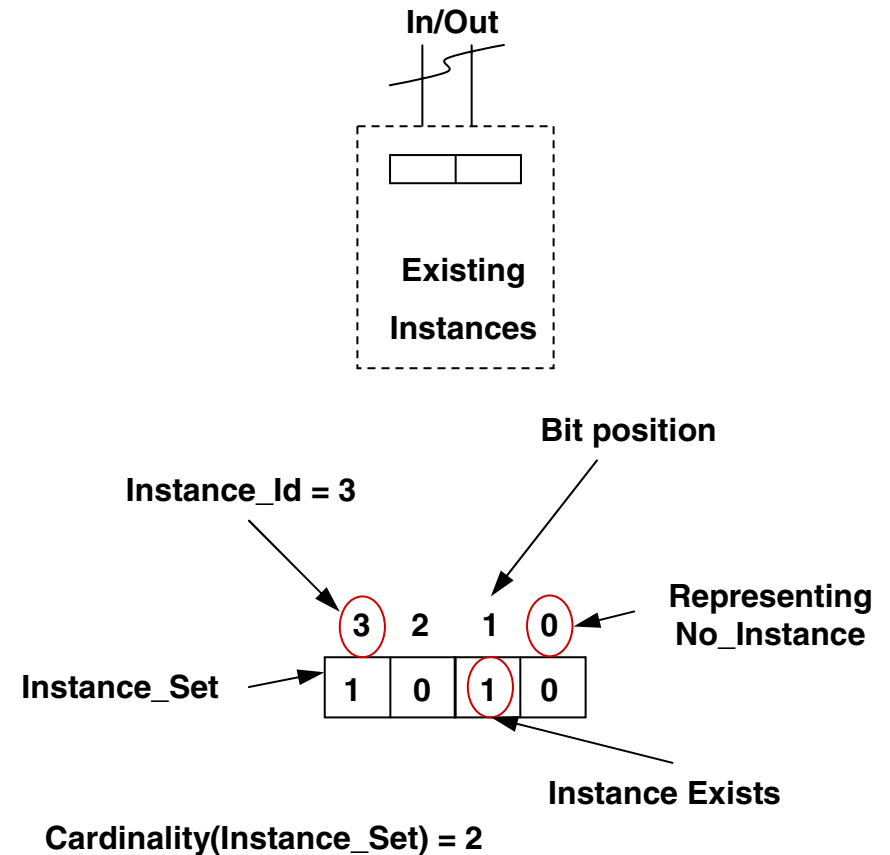 In/Out
Existing
Instances
Bit position
Instance_Id = 3
Representing
No_Instance
3 2 1 0
Instance_Set
1 0 1 0
Instance Exists
Cardinality(Instance_Set) = 2